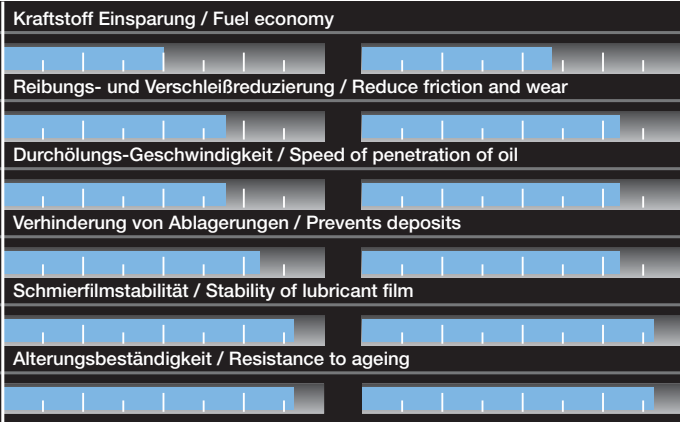 Kraftstoff Einsparung / Fuel economy
Reibungs- und Verschleißreduzierung / Reduce friction and wear
Durchölungs-Geschwindigkeit / Speed of penetration of oil
Verhinderung von Ablagerungen / Prevents deposits
Schmierfilmstabilität / Stability of lubricant film
Alterungsbeständigkeit / Resistance to ageing